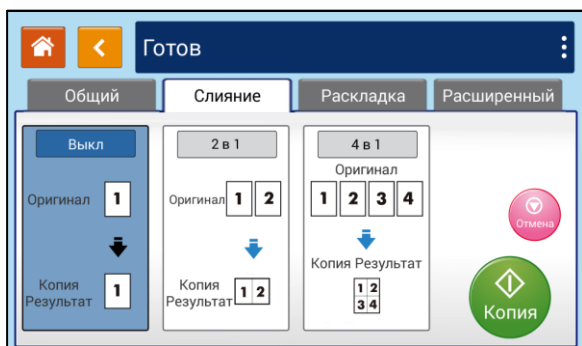 Готов
Общий Слияние Раскладка Расширенный
Выкл
Оригинал 1
Копия
Результат 1
2 в 1
Оригинал 1 2
Копия
Результат 1 2
4 в 1
Оригинал
1 2 3 4
Копия Результат
1 2
3 4
Отмена
Копия